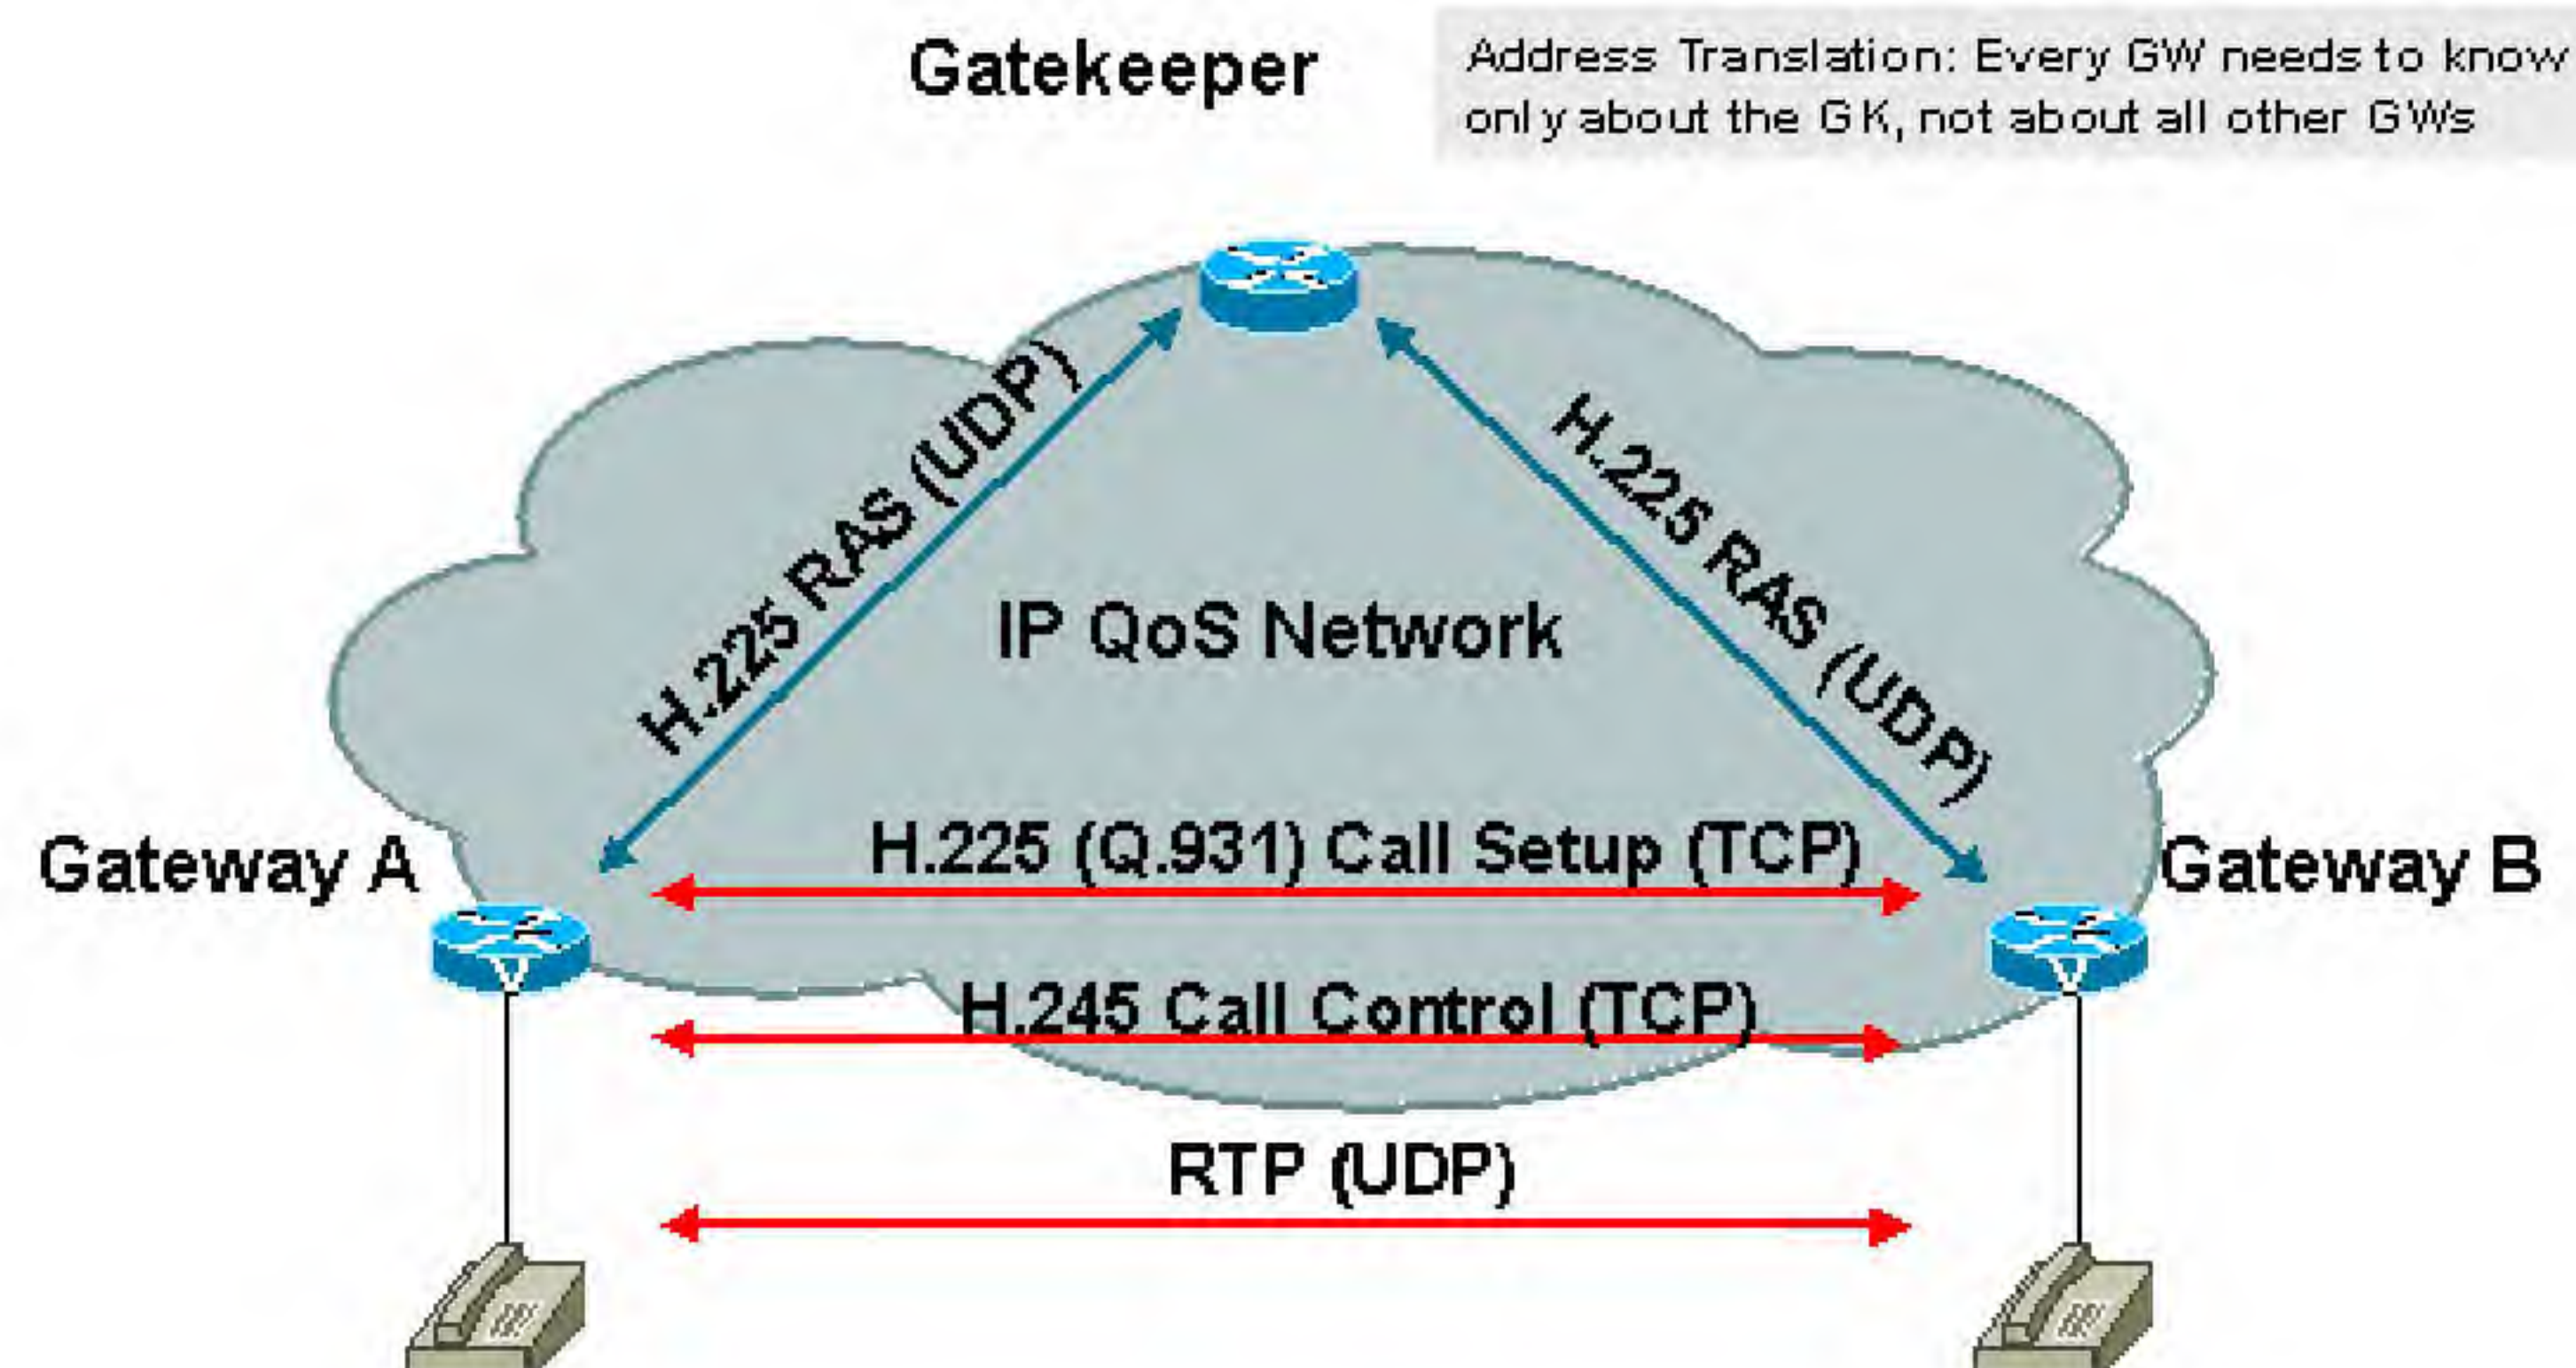 Gatekeeper
Address Translation: Every GW needs to know
only about the GK, not about all other GWs
H.225 RAS (UDP)
H.225 RAS (UDP)
IP QoS Network
Gateway A
H.225 (Q.931) Call Setup (TCP)
Gateway B
H.245 Call Control (TCP)
RTP (UDP)